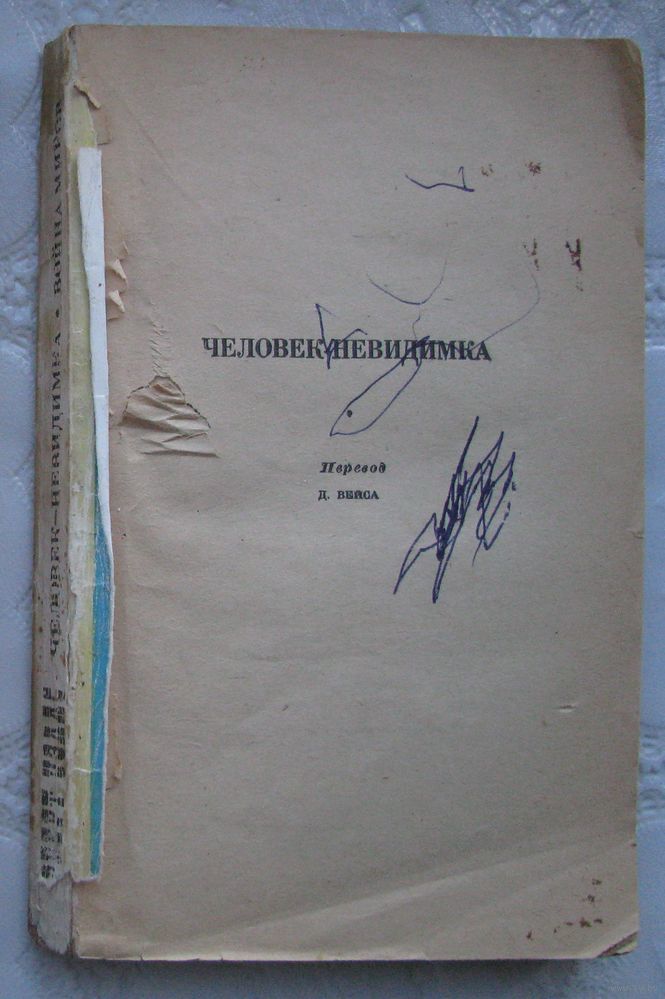 ЧЕЛОВЕК-НЕВИДИМКА
Перевод
Д. ВЕЙСА
ЧЕЛОВЕК—НЕВИДИМКА • ВОЙНА МИРОВ